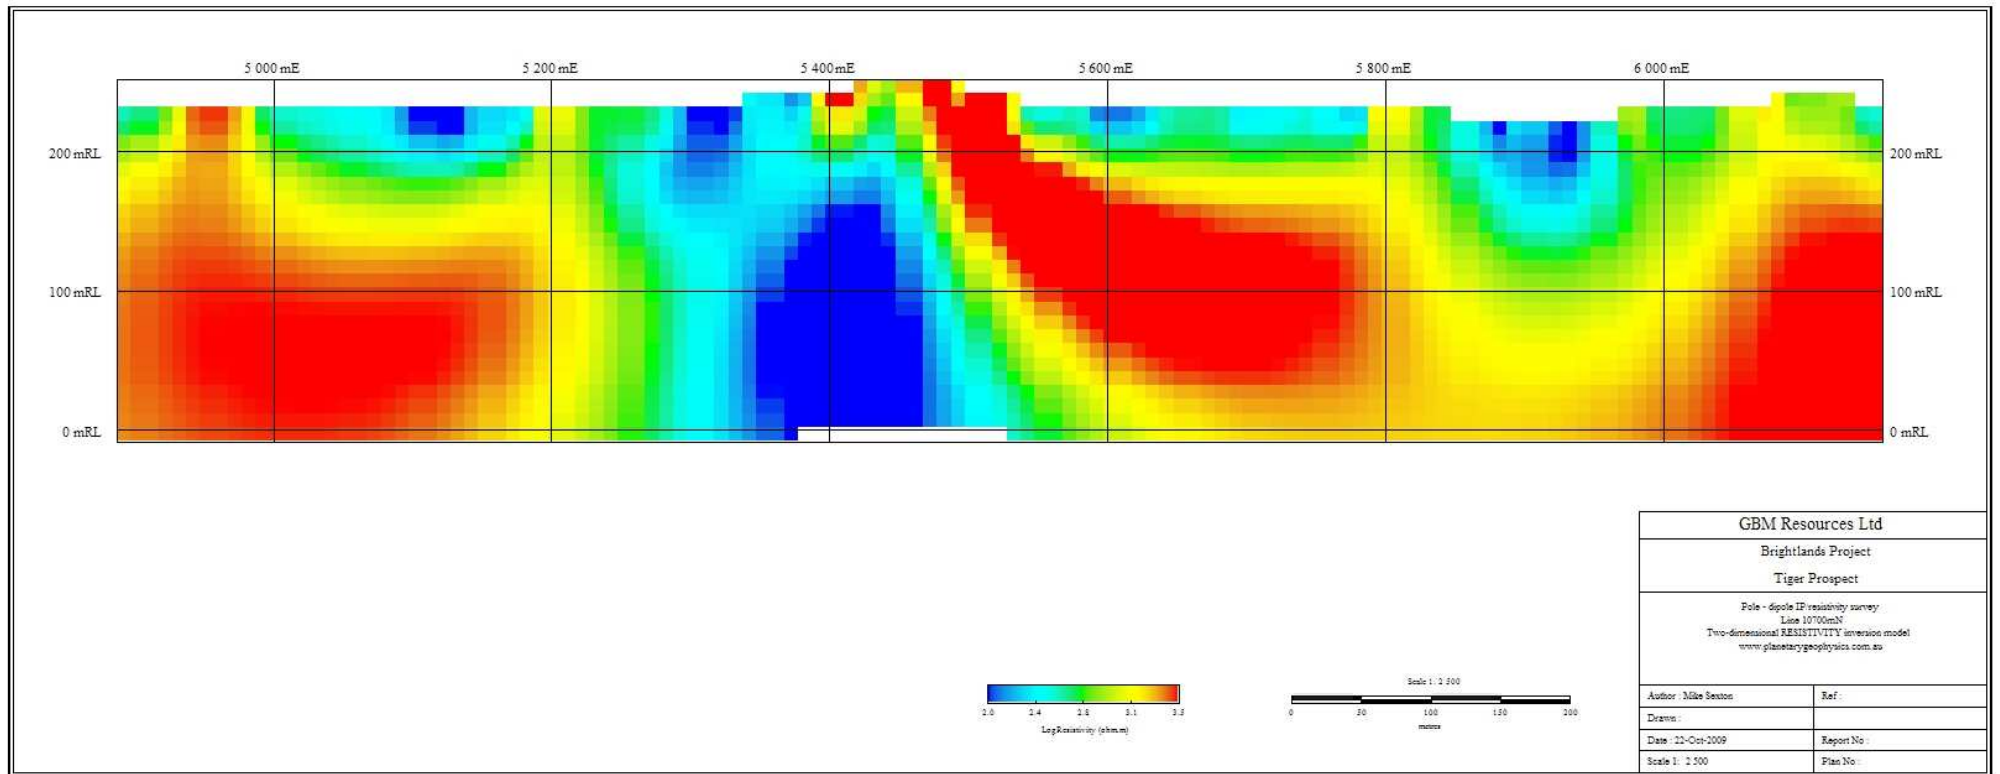 5 000 mE
5 200 mE
5 400 mE
5 600 mE
5 800 mE
6 000 mE
200 mRL
200 mRL
100 mRL
100 mRL
0 mRL
0 mRL
GBM Resources Ltd
Brightlands Project
Tiger Prospect
Pole - dipole IP/resistivity survey
Line 10700mN
Two-dimensional RESISTIVITY inversion model
www.planetarygeophysics.com.au
Scale 1: 2 500
2.0 2.4 2.8 3.1 3.5
0 50 100 150 200
LogResistivity (ohm.m)
metres
Author : Mike Sexton
Ref :
Drawn :
Date : 22-Oct-2009
Report No :
Scale 1: 2 500
Plan No :